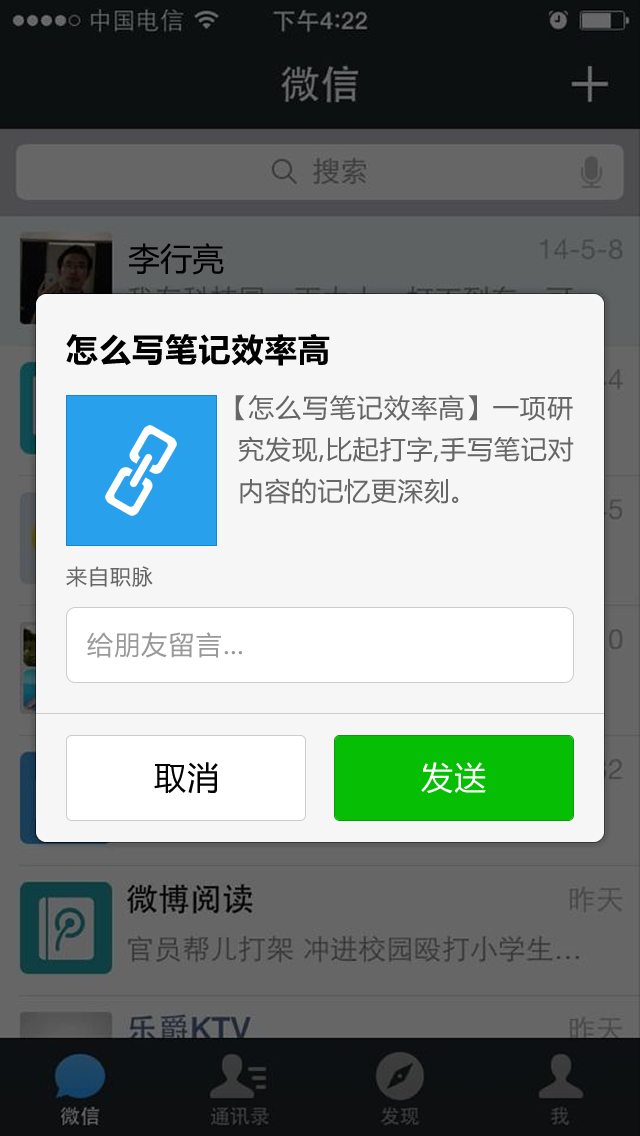 中国电信 下午4:22
微信
搜索
李行亮 14-5-8
怎么写笔记效率高
【怎么写笔记效率高】一项研
究发现,比起打字,手写笔记对
内容的记忆更深刻。
来自职脉
给朋友留言...
取消 发送
微博阅读 昨天
官员帮儿打架 冲进校园殴打小学生...
乐爵KTV 昨天
微信 通讯录 发现 我